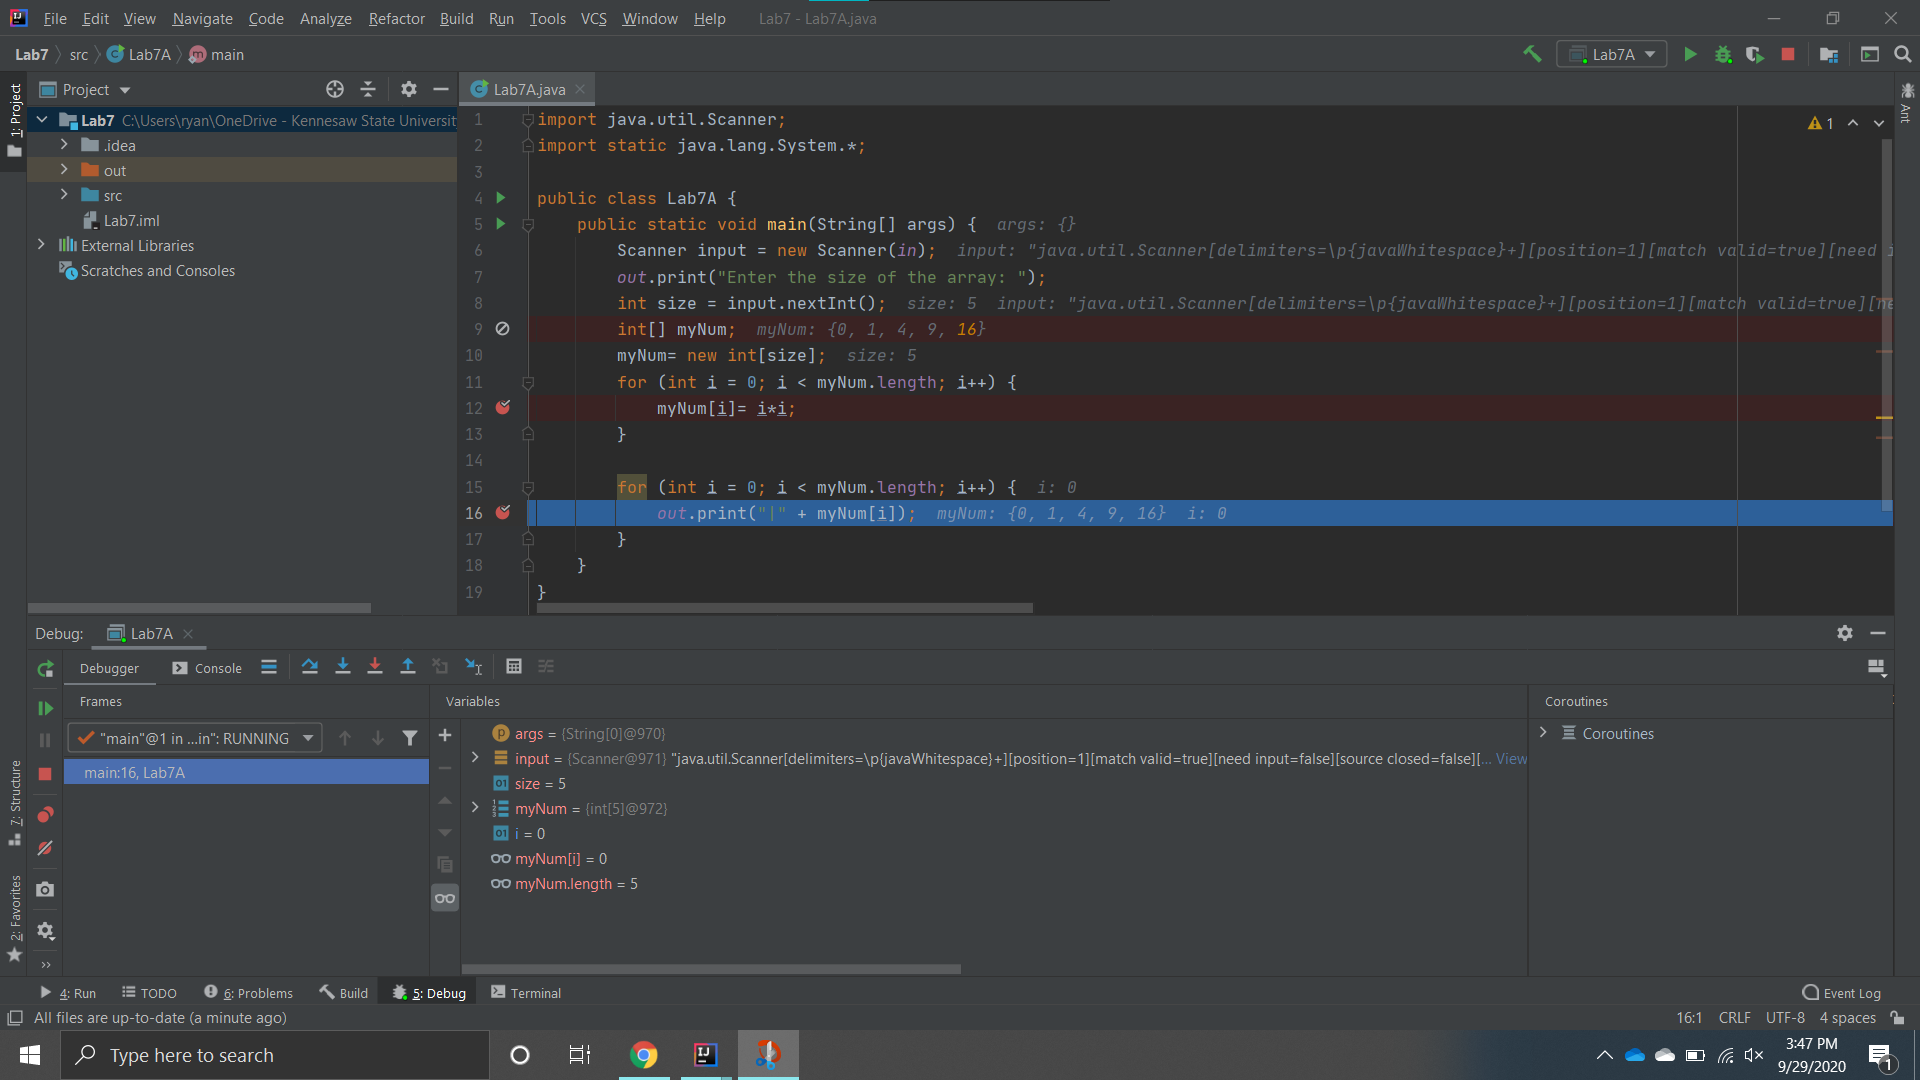 File Edit View Navigate Code Analyze Refactor Build Run Tools VCS Window Help Lab7 - Lab7A.java
Lab7 src Lab7A main
Lab7A
1: Project
Project
Lab7 C:\Users\ryan\OneDrive - Kennesaw State Universit
.idea
out
src
Lab7.iml
External Libraries
Scratches and Consoles
Lab7A.java
1 import java.util.Scanner;
2 import static java.lang.System.*;
3
4 public class Lab7A {
5 public static void main(String[] args) { args: {}
6 Scanner input = new Scanner(in); input: "java.util.Scanner[delimiters=\p{javaWhitespace}+][position=1][match valid=true][need i
7 out.print("Enter the size of the array: ");
8 int size = input.nextInt(); size: 5 input: "java.util.Scanner[delimiters=\p{javaWhitespace}+][position=1][match valid=true][ne
9 int[] myNum; myNum: {0, 1, 4, 9, 16}
10 myNum= new int[size]; size: 5
11 for (int i = 0; i < myNum.length; i++) {
12 myNum[i]= i*i;
13 }
14
15 for (int i = 0; i < myNum.length; i++) { i: 0
16 out.print("|" + myNum[i]); myNum: {0, 1, 4, 9, 16} i: 0
17 }
18 }
19 }
1
Ant
Debug: Lab7A
Debugger Console
Frames
"main"@1 in ...in": RUNNING
main:16, Lab7A
Variables
args = {String[0]@970}
input = {Scanner@971} "java.util.Scanner[delimiters=\p{javaWhitespace}+][position=1][match valid=true][need input=false][source closed=false][... View
size = 5
myNum = {int[5]@972}
i = 0
myNum[i] = 0
myNum.length = 5
Coroutines
Coroutines
7: Structure
2: Favorites
4: Run TODO 6: Problems Build 5: Debug Terminal Event Log
All files are up-to-date (a minute ago) 16:1 CRLF UTF-8 4 spaces
Type here to search
3:47 PM
9/29/2020
1